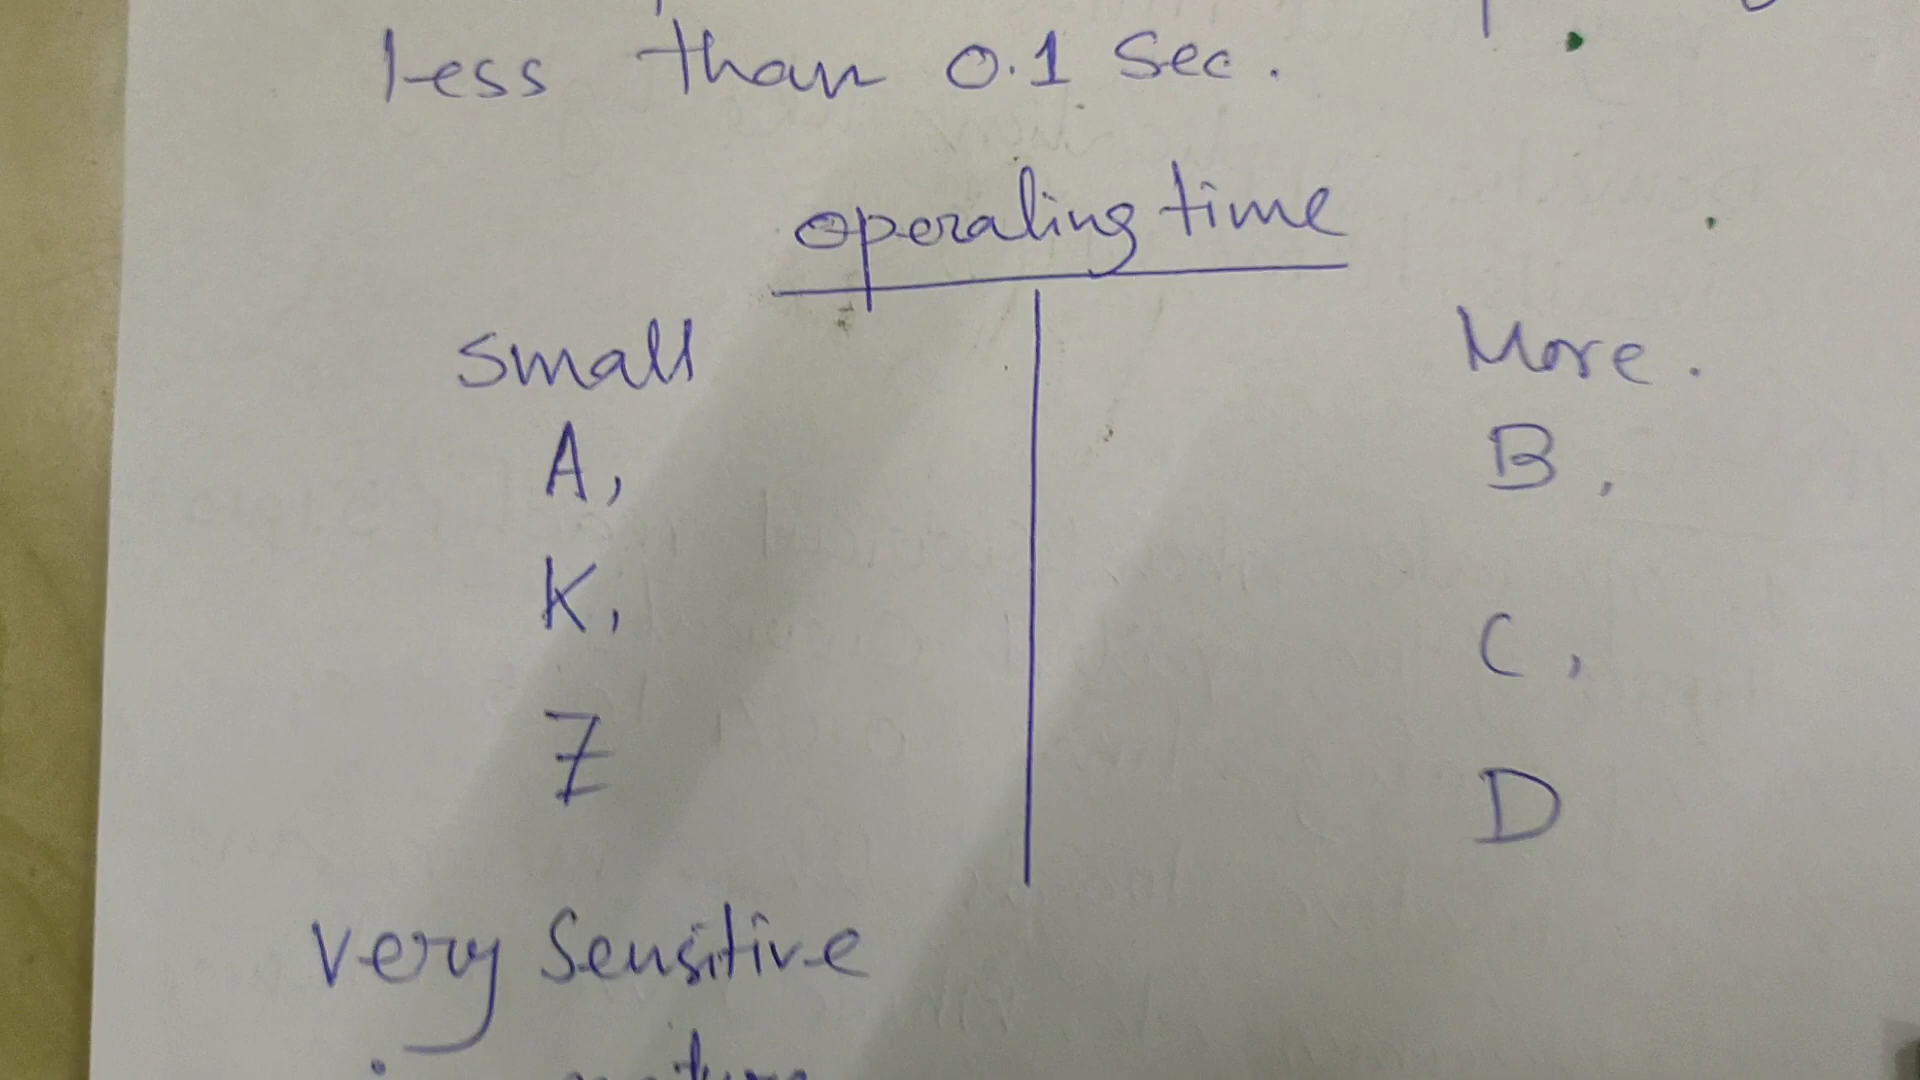 less than 0.1 Sec.
operating time
Small
More.
A,
B,
K,
C,
Z
D
very Sensitive